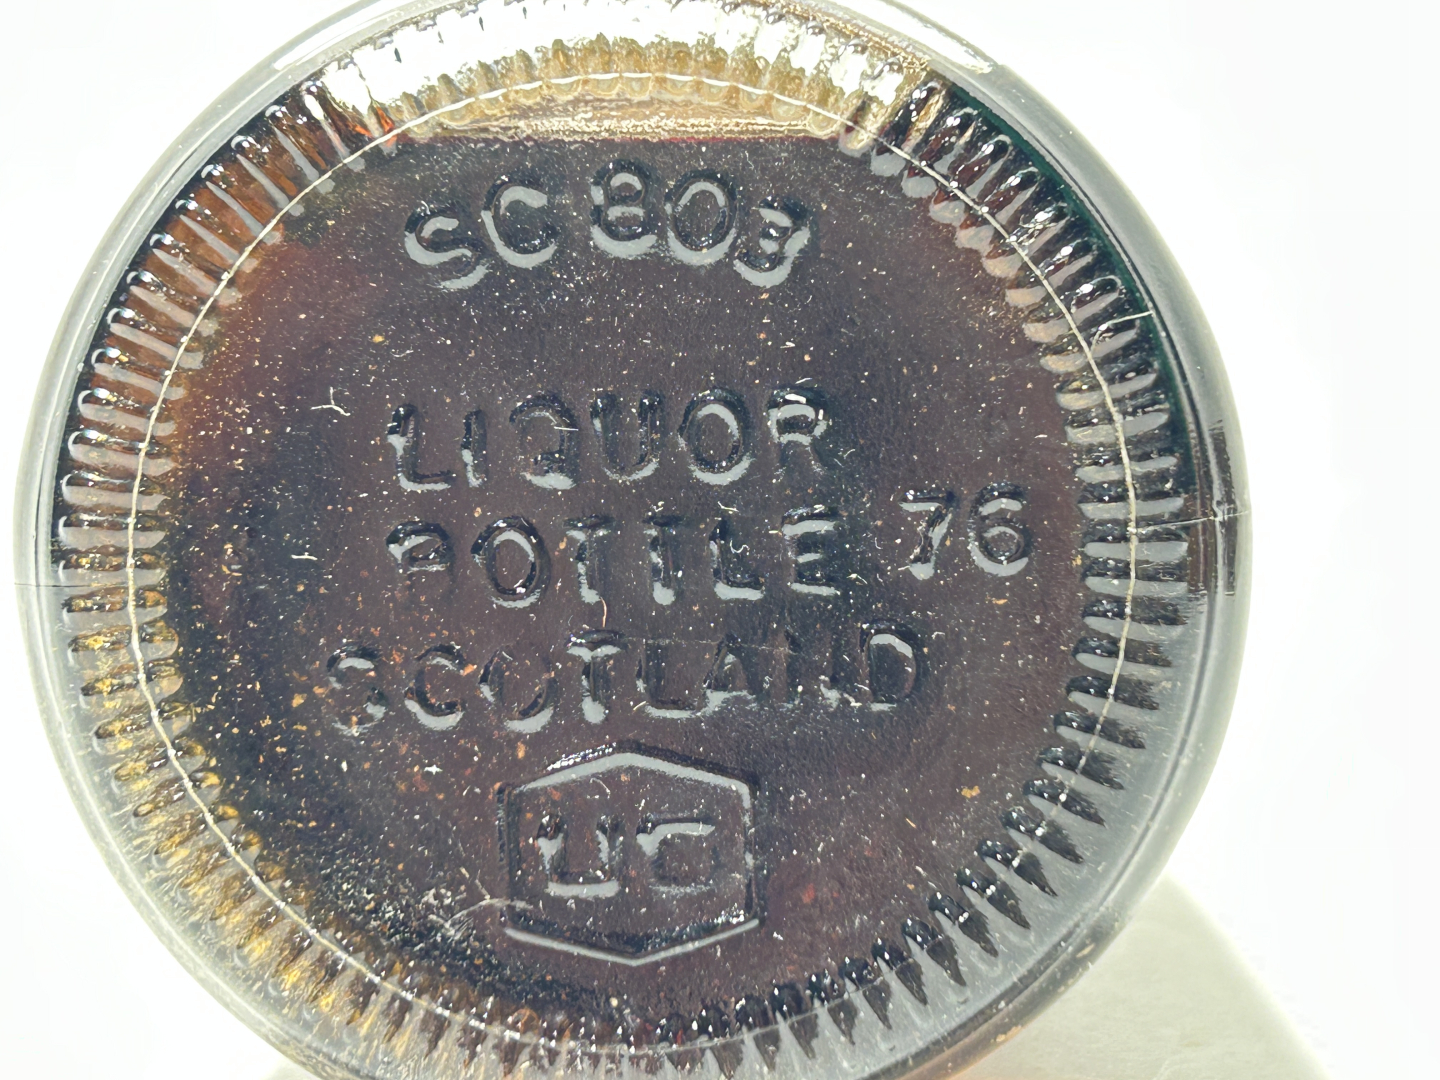 SC 803
LIQUOR
BOTTLE 76
SCOTLAND
UG